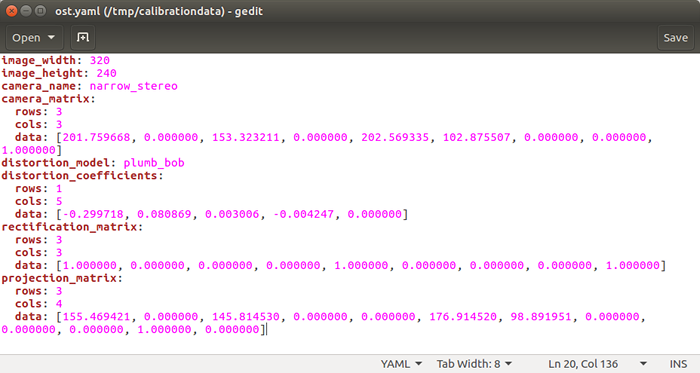 ost.yaml (/tmp/calibrationdata) - gedit
Open
Save
image_width: 320
image_height: 240
camera_name: narrow_stereo
camera_matrix:
  rows: 3
  cols: 3
  data: [201.759668, 0.000000, 153.323211, 0.000000, 202.569335, 102.875507, 0.000000, 0.000000,
1.000000]
distortion_model: plumb_bob
distortion_coefficients:
  rows: 1
  cols: 5
  data: [-0.299718, 0.080869, 0.003006, -0.004247, 0.000000]
rectification_matrix:
  rows: 3
  cols: 3
  data: [1.000000, 0.000000, 0.000000, 0.000000, 1.000000, 0.000000, 0.000000, 0.000000, 1.000000]
projection_matrix:
  rows: 3
  cols: 4
  data: [155.469421, 0.000000, 145.814530, 0.000000, 0.000000, 176.914520, 98.891951, 0.000000,
0.000000, 0.000000, 1.000000, 0.000000]
YAML Tab Width: 8 Ln 20, Col 136 INS